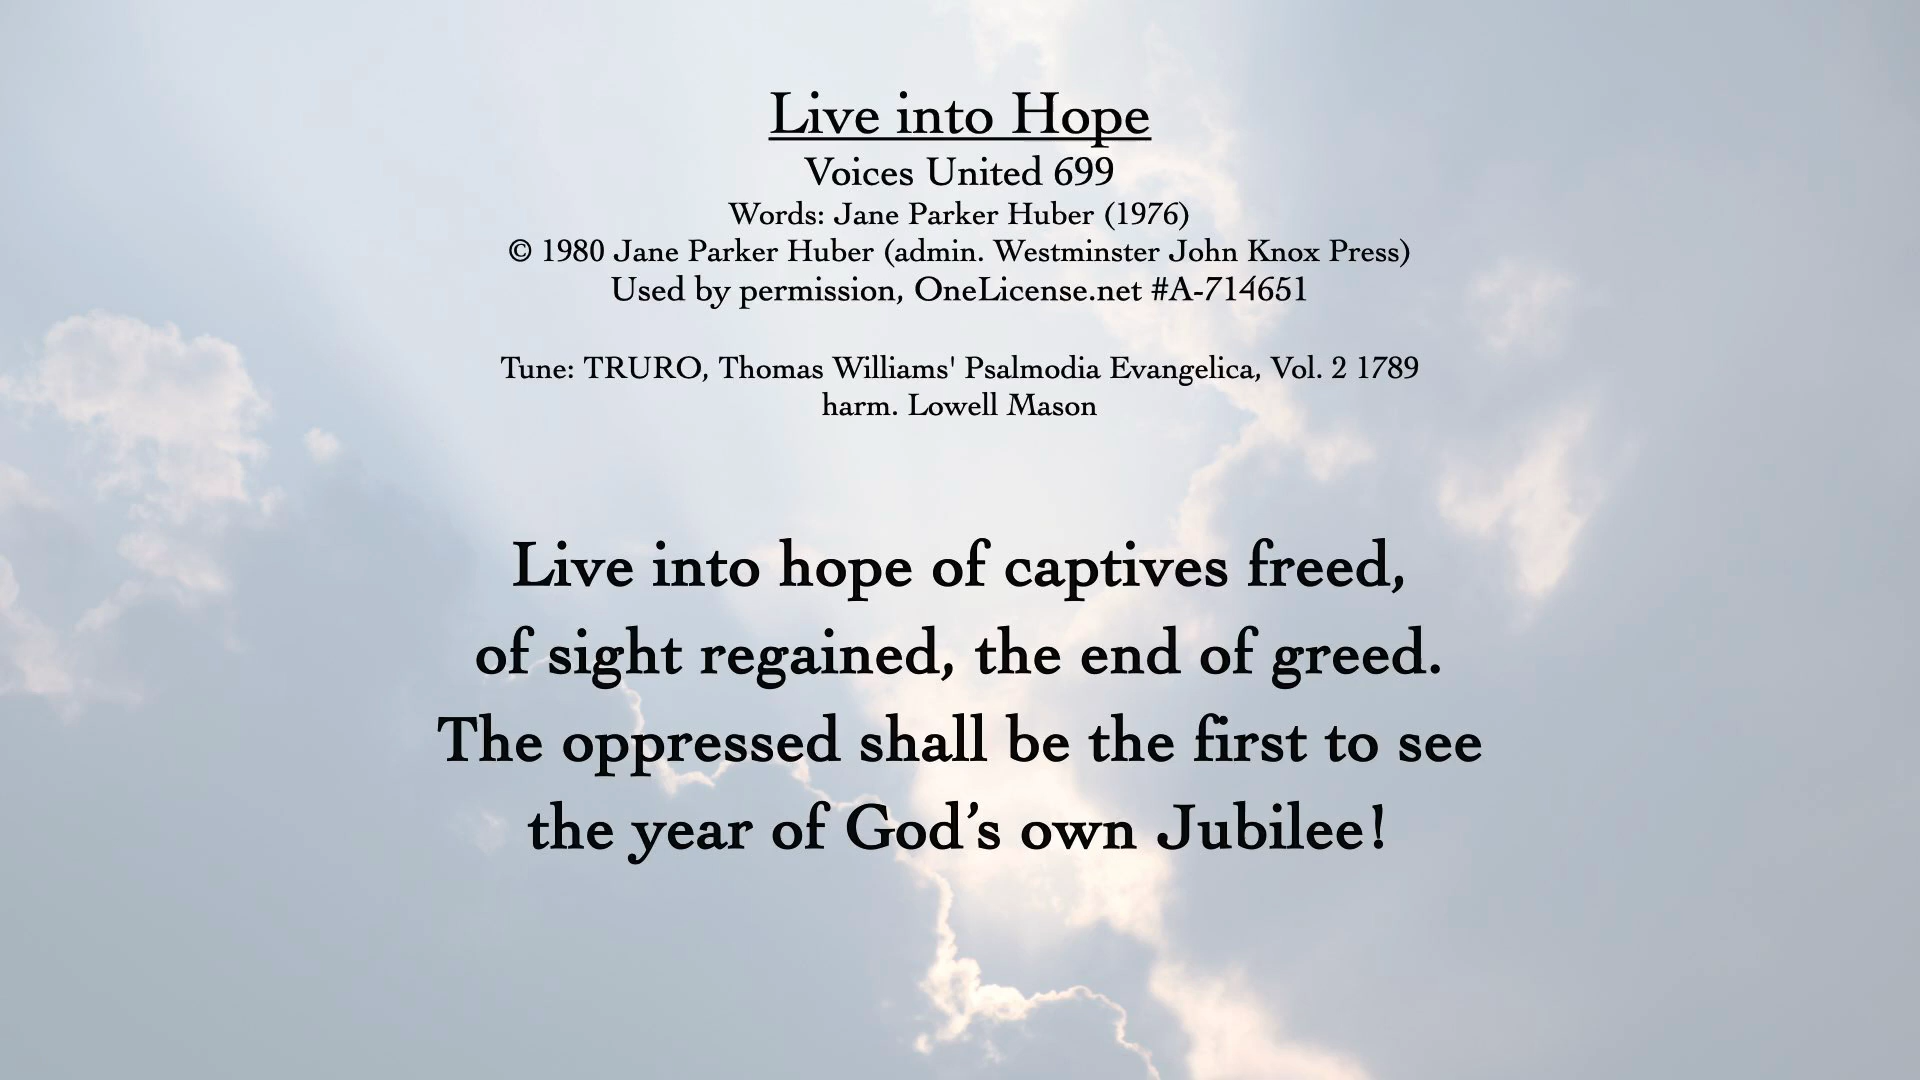 Live into Hope
Voices United 699
Words: Jane Parker Huber (1976)
© 1980 Jane Parker Huber (admin. Westminster John Knox Press)
Used by permission, OneLicense.net #A-714651
Tune: TRURO, Thomas Williams' Psalmodia Evangelica, Vol. 2 1789
harm. Lowell Mason
Live into hope of captives freed,
of sight regained, the end of greed.
The oppressed shall be the first to see
the year of God’s own Jubilee!